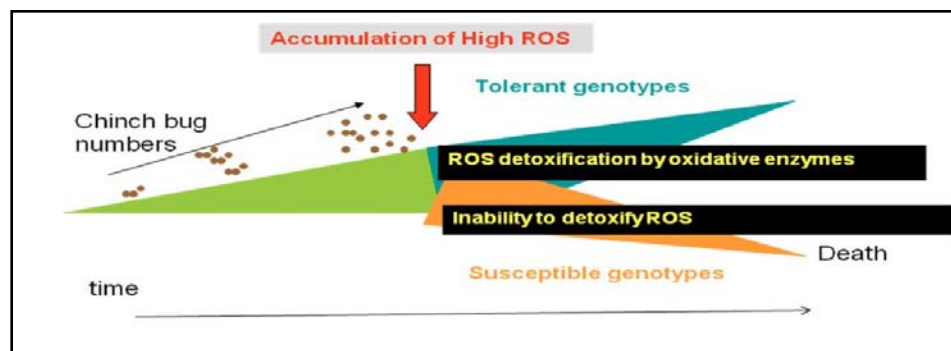 Accumulation of High ROS
Tolerant genotypes
Chinch bug
numbers
ROS detoxification by oxidative enzymes
Inability to detoxify ROS
Death
Susceptible genotypes
time